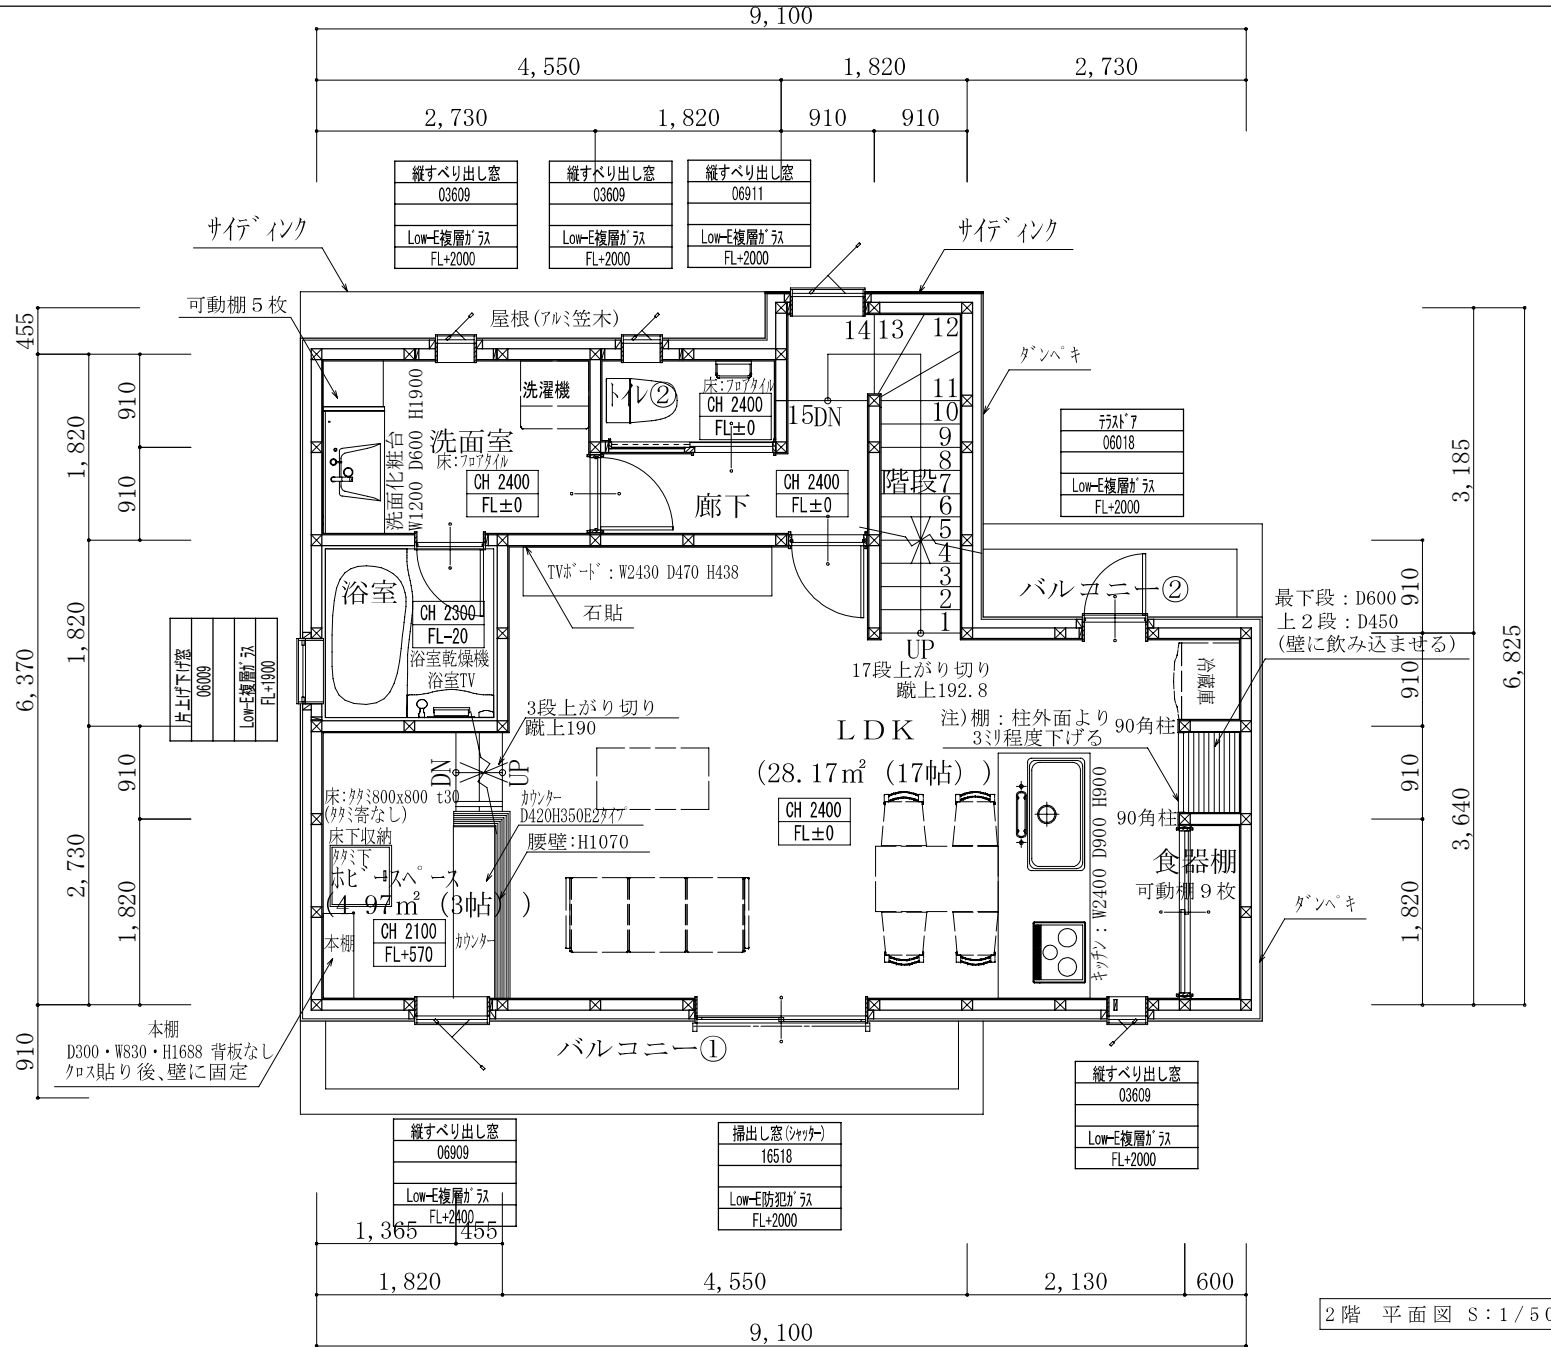 9,100
4,550
1,820
2,730
2,730
1,820
910
910
縦すべり出し窓
03609
Low-E複層ガラス
FL+2000
縦すべり出し窓
03609
Low-E複層ガラス
FL+2000
縦すべり出し窓
06911
Low-E複層ガラス
FL+2000
サイディンク
サイディンク
可動棚5枚
屋根(アルミ笠木)
455
14
13
12
11
10
9
8
7
6
5
4
3
2
1
15DN
階段
UP
17段上がり切り
蹴上192.8
ダンペキ
洗濯機
トイレ②
床:フロアタイル
CH 2400
FL±0
洗面室
床:フロアタイル
CH 2400
FL±0
洗面化粧台
W1200 D600 H1900
廊下
CH 2400
FL±0
テラスドア
06018
Low-E複層ガラス
FL+2000
910
1,820
910
3,185
6,370
6,825
TVボード:W2430 D470 H438
石貼
浴室
CH 2300
FL-20
浴室乾燥機
浴室TV
バルコニー②
最下段:D600
上2段:D450
(壁に飲み込ませる)
910
910
910
1,820
片上げ下げ窓
06009
Low-E複層ガラス
FL+1900
冷蔵庫
3段上がり切り
蹴上190
LDK
(28.17㎡ (17帖) )
CH 2400
FL±0
注)棚:柱外面より
3ミリ程度下げる
90角柱
90角柱
DN
UP
床:タタミ800x800 t30
(タタミ寄なし)
床下収納
タタミ下
ホビースペース
(4.97㎡ (3帖) )
CH 2100
FL+570
カウンター
D420H350E2タイプ
腰壁:H1070
カウンター
本棚
キッチン:W2400 D900 H900
食器棚
可動棚9枚
ダンペキ
910
2,730
1,820
3,640
1,820
910
本棚
D300・W830・H1688 背板なし
クロス貼り後、壁に固定
バルコニー①
縦すべり出し窓
06909
Low-E複層ガラス
FL+2400
掃出し窓(シャッター)
16518
Low-E防犯ガラス
FL+2000
縦すべり出し窓
03609
Low-E複層ガラス
FL+2000
1,365
455
1,820
4,550
2,130
600
9,100
2階 平面図 S:1/50